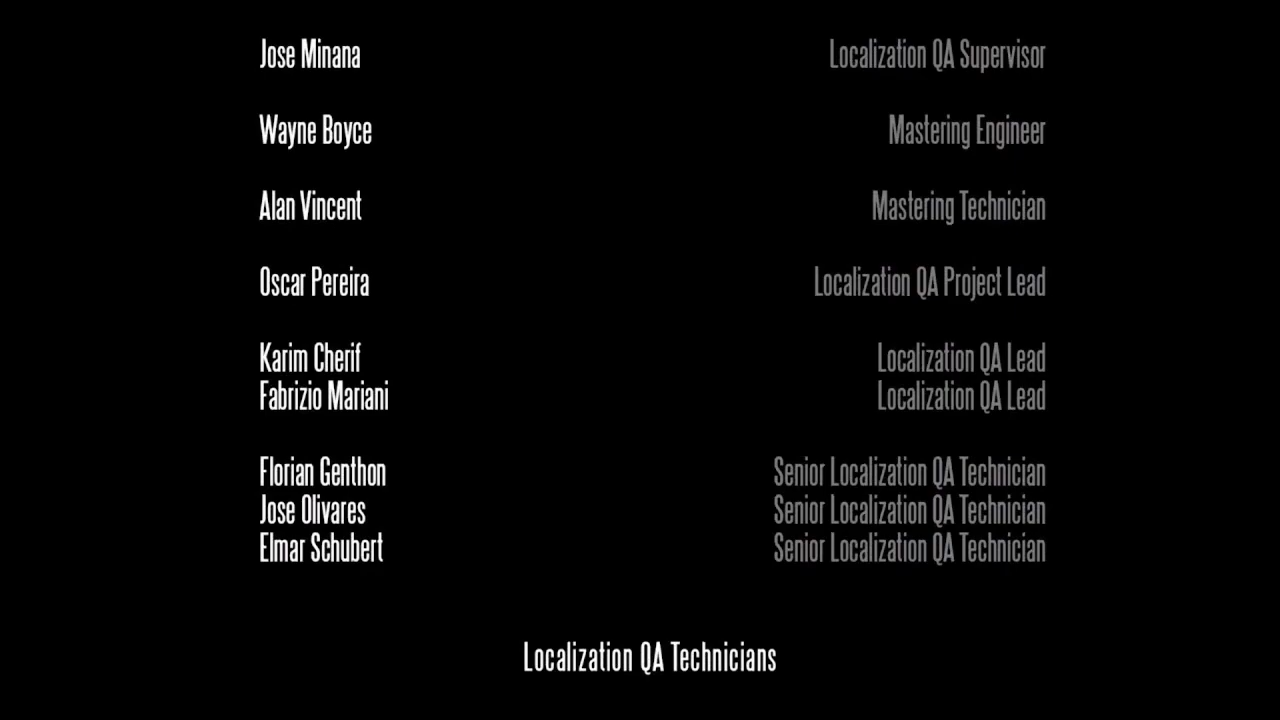 Jose Minana Localization QA Supervisor
Wayne Boyce Mastering Engineer
Alan Vincent Mastering Technician
Oscar Pereira Localization QA Project Lead
Karim Cherif Localization QA Lead
Fabrizio Mariani Localization QA Lead
Florian Genthon Senior Localization QA Technician
Jose Olivares Senior Localization QA Technician
Elmar Schubert Senior Localization QA Technician
Localization QA Technicians